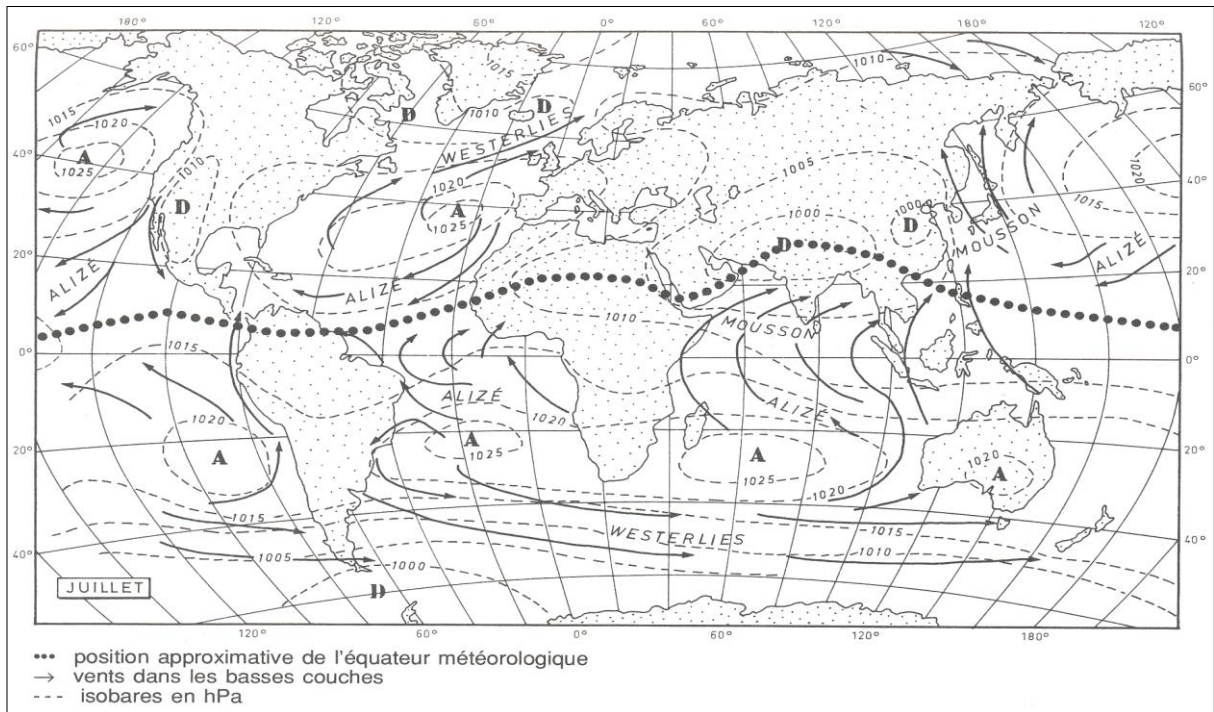 180° 120° 60° 0° 60° 120° 180° 120°
60°
40°
20°
0°
20°
40°
60°
40°
20°
0°
20°
40°
1015
1020
A
1025
1010
D
ALIZÉ
D
1015
D
1010
WESTERLIES
1020
A
1025
ALIZÉ
1010
1005
1000
D
1000
D
MOUSSON
1020
1015
ALIZÉ
1010
MOUSSON
1015
1020
A
ALIZÉ
A
1025
1020
ALIZÉ
A
1025
1020
1020
A
1015
1005
1000
D
WESTERLIES
1015
1010
JUILLET
120° 60° 0° 60° 120° 180°
••• position approximative de l'équateur météorologique
→ vents dans les basses couches
--- isobares en hPa